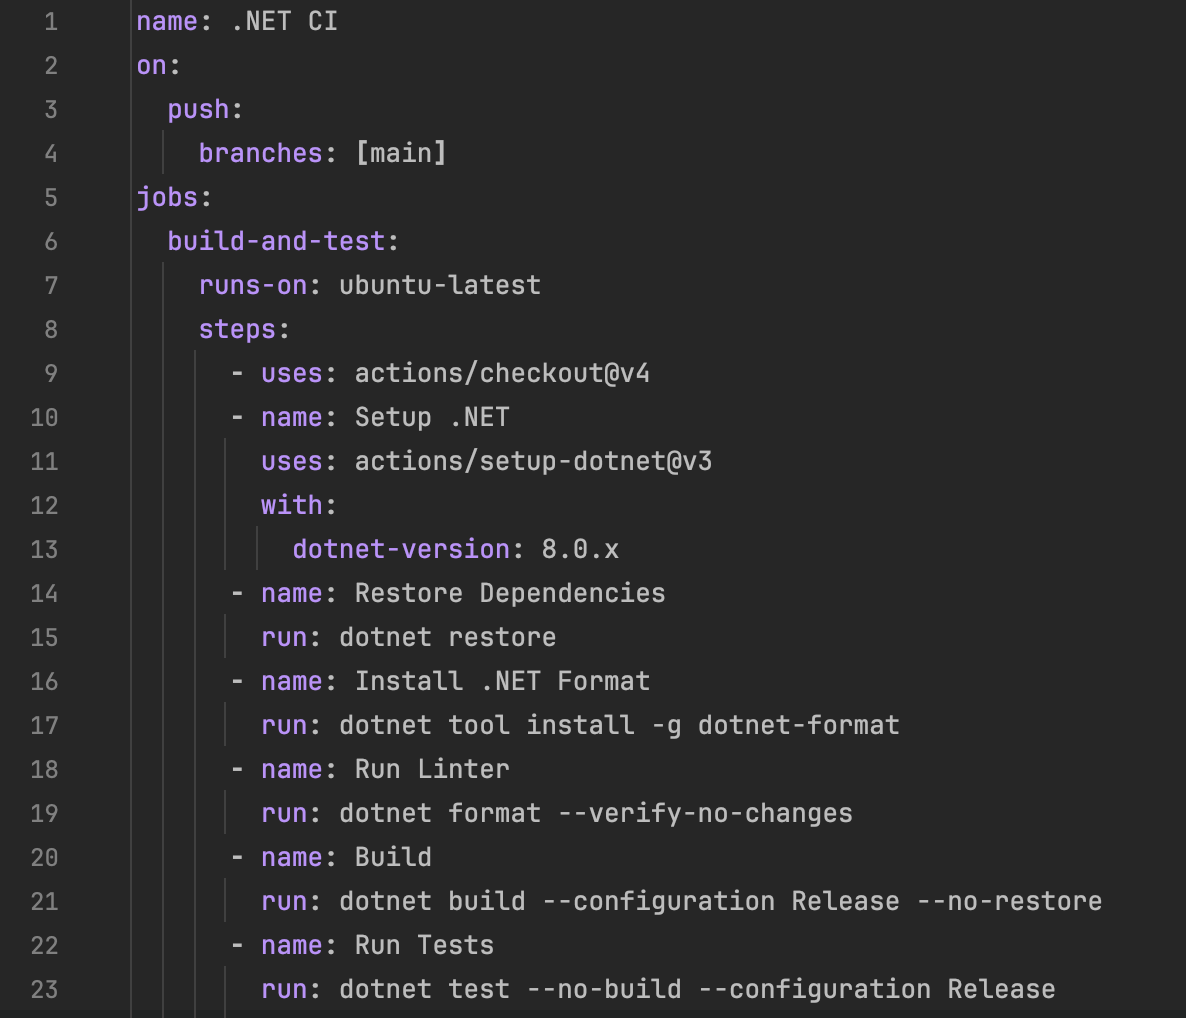 1 name: .NET CI
2 on:
3   push:
4     branches: [main]
5 jobs:
6   build-and-test:
7     runs-on: ubuntu-latest
8     steps:
9       - uses: actions/checkout@v4
10       - name: Setup .NET
11         uses: actions/setup-dotnet@v3
12         with:
13           dotnet-version: 8.0.x
14       - name: Restore Dependencies
15         run: dotnet restore
16       - name: Install .NET Format
17         run: dotnet tool install -g dotnet-format
18       - name: Run Linter
19         run: dotnet format --verify-no-changes
20       - name: Build
21         run: dotnet build --configuration Release --no-restore
22       - name: Run Tests
23         run: dotnet test --no-build --configuration Release